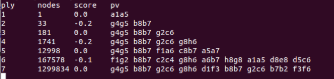 ply nodes score pv
1 1 0.0 a1a5
2 33 -0.2 g4g5 b8b7
3 181 0.0 g4g5 b8b7 g2c6
4 1741 -0.2 g4g5 b8b7 g2c6 g8h6
5 12998 0.0 g4g5 b8b7 f1a6 c8b7 a5a7
6 167578 -0.1 f1g2 b8b7 c2c4 g8h6 a6b7 h8g8 a1a5 d8e8 d5c6
7 1299834 0.0 g4g5 b8b7 g2c6 g8h6 d1f3 b8b7 g2c6 b7b2 f3f6